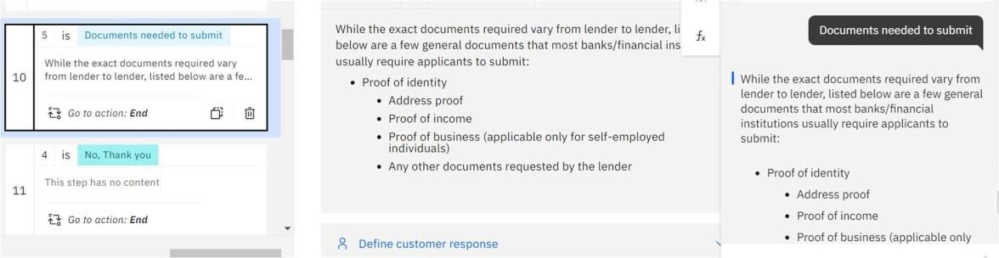 5 is Documents needed to submit
10
While the exact documents required vary
from lender to lender, listed below are a fe...
Go to action: End
4 is No, Thank you
11
This step has no content
Go to action: End
While the exact documents required vary from lender to lender, li
below are a few general documents that most banks/financial ins
usually require applicants to submit:
• Proof of identity
• Address proof
• Proof of income
• Proof of business (applicable only for self-employed
individuals)
• Any other documents requested by the lender
Define customer response
fx
Documents needed to submit
While the exact documents required vary from
lender to lender, listed below are a few general
documents that most banks/financial
institutions usually require applicants to
submit:
• Proof of identity
• Address proof
• Proof of income
• Proof of business (applicable only